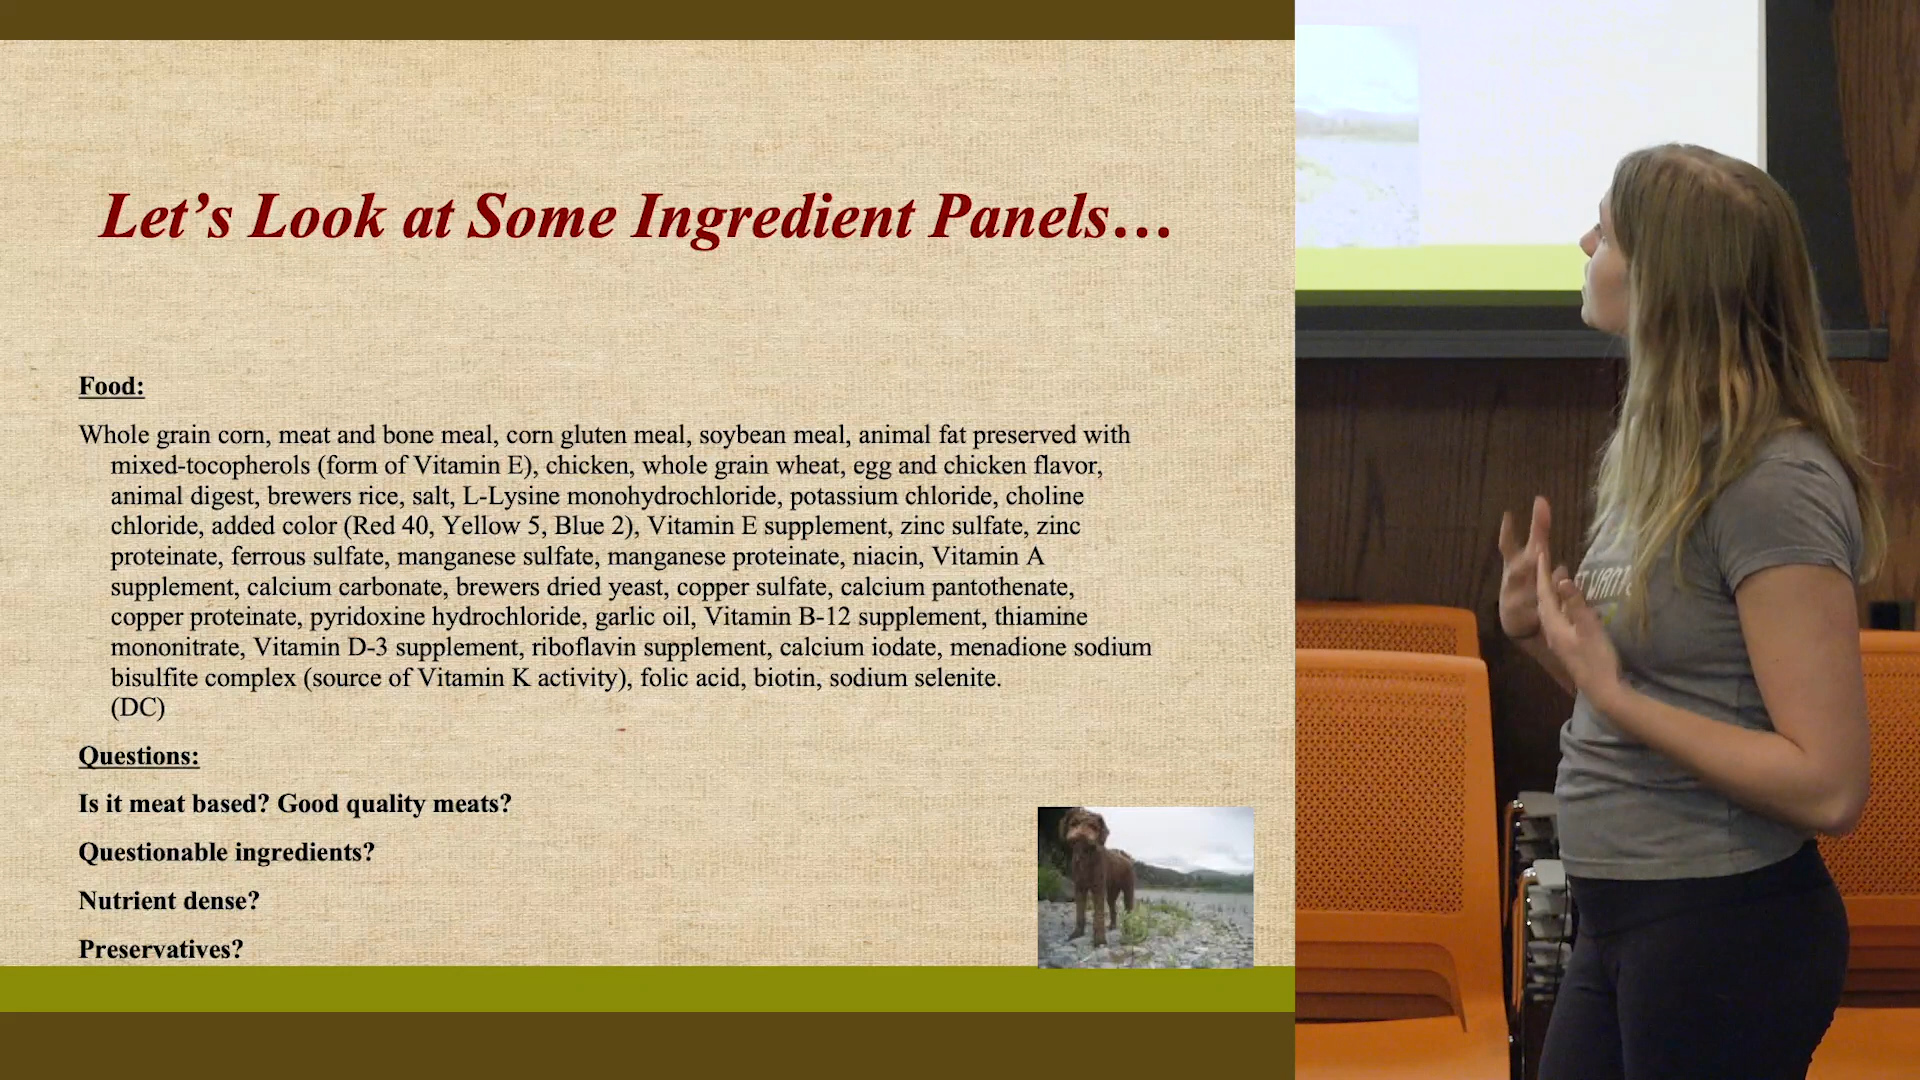 Let’s Look at Some Ingredient Panels…
Food:
Whole grain corn, meat and bone meal, corn gluten meal, soybean meal, animal fat preserved with
mixed-tocopherols (form of Vitamin E), chicken, whole grain wheat, egg and chicken flavor,
animal digest, brewers rice, salt, L-Lysine monohydrochloride, potassium chloride, choline
chloride, added color (Red 40, Yellow 5, Blue 2), Vitamin E supplement, zinc sulfate, zinc
proteinate, ferrous sulfate, manganese sulfate, manganese proteinate, niacin, Vitamin A
supplement, calcium carbonate, brewers dried yeast, copper sulfate, calcium pantothenate,
copper proteinate, pyridoxine hydrochloride, garlic oil, Vitamin B-12 supplement, thiamine
mononitrate, Vitamin D-3 supplement, riboflavin supplement, calcium iodate, menadione sodium
bisulfite complex (source of Vitamin K activity), folic acid, biotin, sodium selenite.
(DC)
Questions:
Is it meat based? Good quality meats?
Questionable ingredients?
Nutrient dense?
Preservatives?